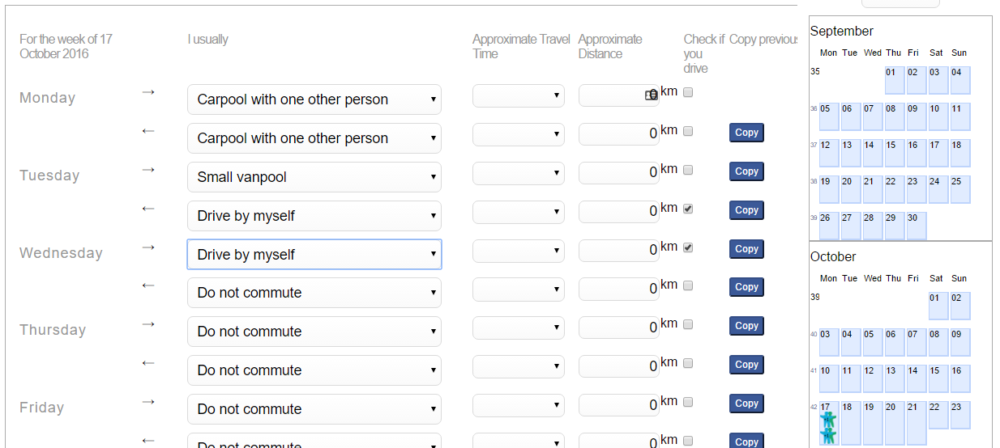 For the week of 17 October 2016
I usually
Approximate Travel Time
Approximate Distance
Check if you drive
Copy previous
Monday → Carpool with one other person 0 km
← Carpool with one other person 0 km Copy
Tuesday → Small vanpool 0 km Copy
← Drive by myself 0 km Copy
Wednesday → Drive by myself 0 km Copy
← Do not commute 0 km Copy
Thursday → Do not commute 0 km Copy
← Do not commute 0 km Copy
Friday → Do not commute 0 km Copy
← Do not commute 0 km Copy
September
Mon Tue Wed Thu Fri Sat Sun
35 01 02 03 04
36 05 06 07 08 09 10 11
37 12 13 14 15 16 17 18
38 19 20 21 22 23 24 25
39 26 27 28 29 30
October
Mon Tue Wed Thu Fri Sat Sun
39 01 02
40 03 04 05 06 07 08 09
41 10 11 12 13 14 15 16
42 17 18 19 20 21 22 23